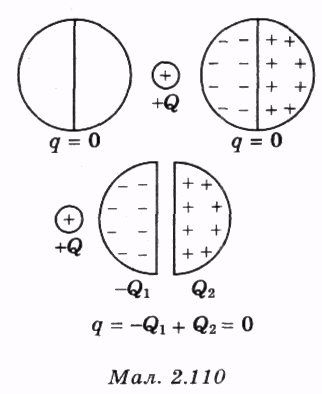 +
+Q
− − + +
− − + +
− − + +
− − + +
q = 0
q = 0
+
+Q
− − + +
− − + +
− − + +
− − + +
−Q₁ Q₂
q = −Q₁ + Q₂ = 0
Мал. 2.110